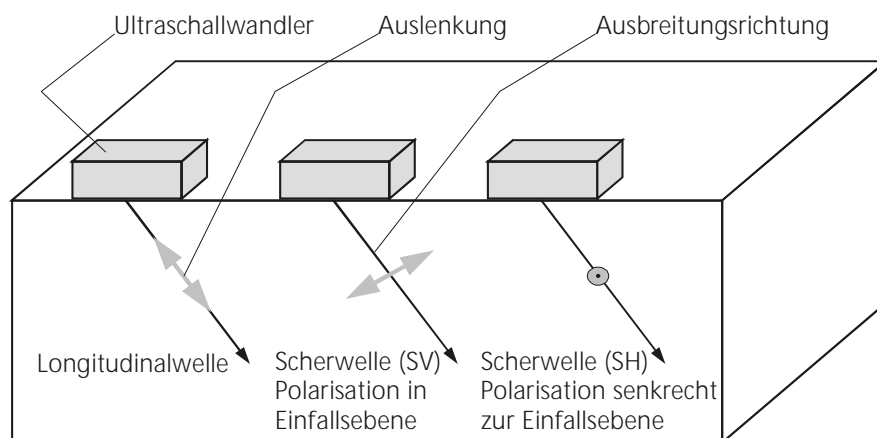 Ultraschallwandler
Auslenkung
Ausbreitungsrichtung
Longitudinalwelle
Scherwelle (SV)
Polarisation in
Einfallsebene
Scherwelle (SH)
Polarisation senkrecht
zur Einfallsebene